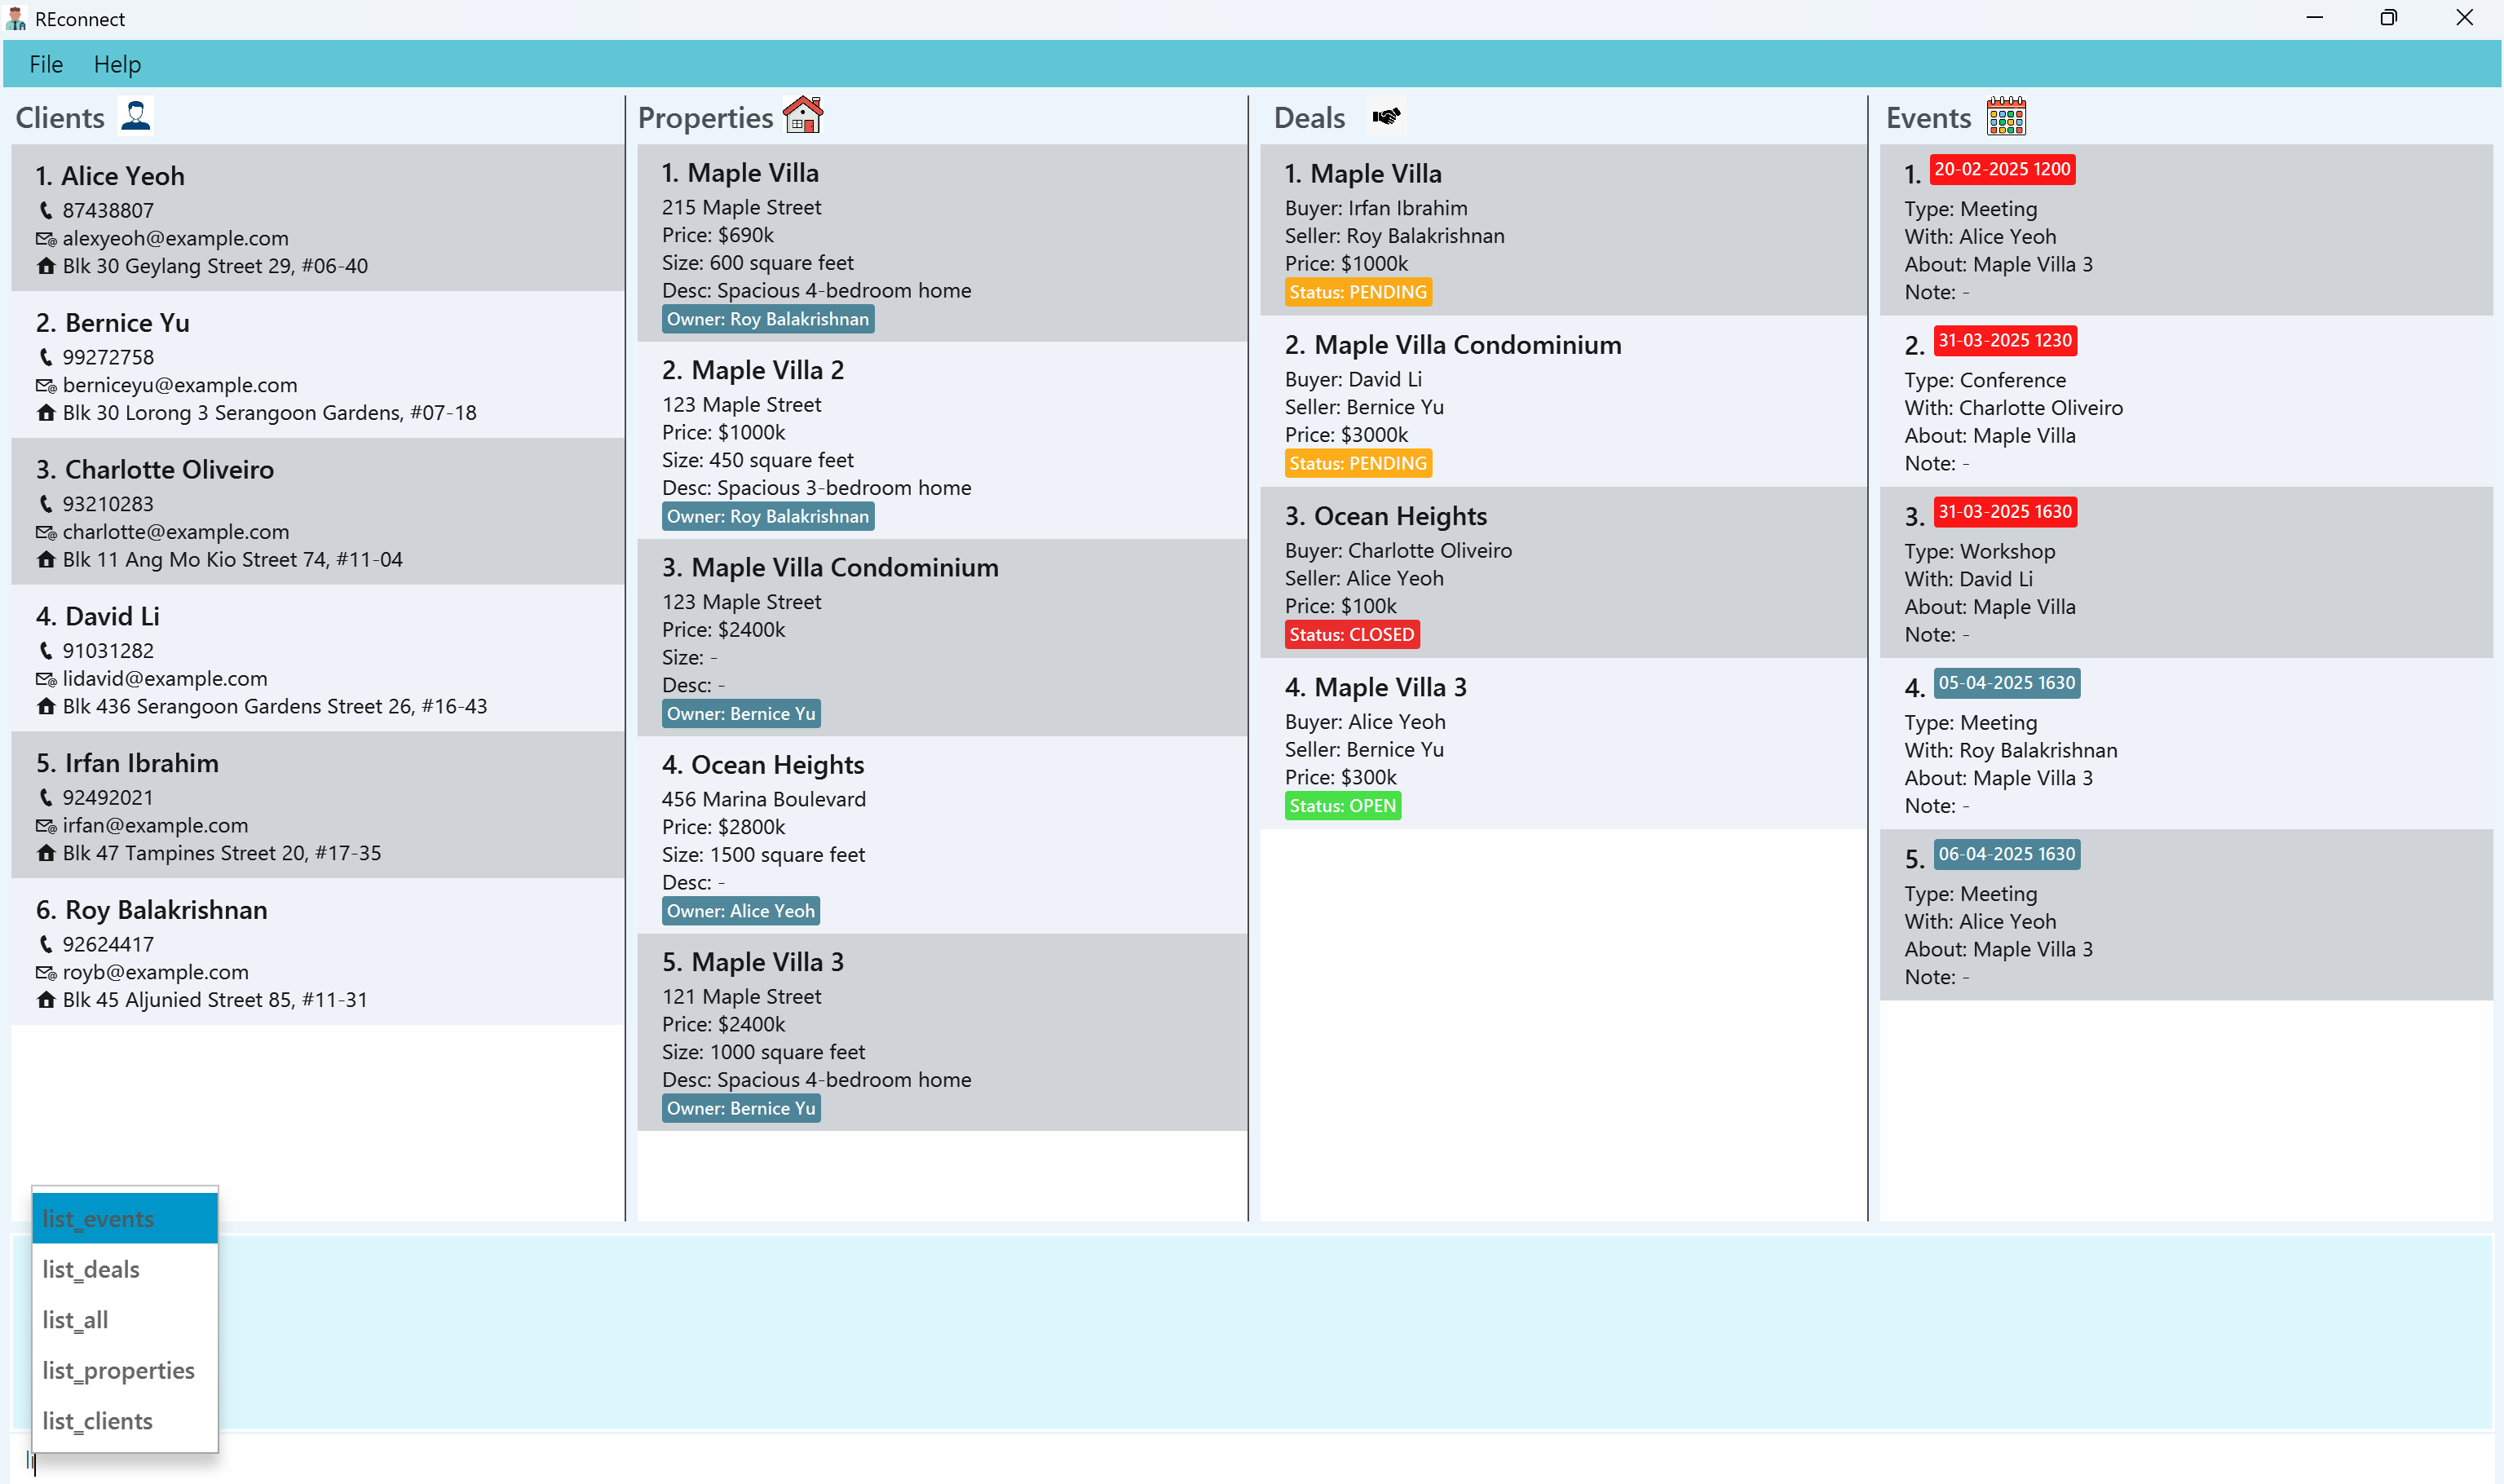 REconnect
File Help
Clients
1. Alice Yeoh
87438807
alexyeoh@example.com
Blk 30 Geylang Street 29, #06-40
2. Bernice Yu
99272758
berniceyu@example.com
Blk 30 Lorong 3 Serangoon Gardens, #07-18
3. Charlotte Oliveiro
93210283
charlotte@example.com
Blk 11 Ang Mo Kio Street 74, #11-04
4. David Li
91031282
lidavid@example.com
Blk 436 Serangoon Gardens Street 26, #16-43
5. Irfan Ibrahim
92492021
irfan@example.com
Blk 47 Tampines Street 20, #17-35
6. Roy Balakrishnan
92624417
royb@example.com
Blk 45 Aljunied Street 85, #11-31
Properties
1. Maple Villa
215 Maple Street
Price: $690k
Size: 600 square feet
Desc: Spacious 4-bedroom home
Owner: Roy Balakrishnan
2. Maple Villa 2
123 Maple Street
Price: $1000k
Size: 450 square feet
Desc: Spacious 3-bedroom home
Owner: Roy Balakrishnan
3. Maple Villa Condominium
123 Maple Street
Price: $2400k
Size: -
Desc: -
Owner: Bernice Yu
4. Ocean Heights
456 Marina Boulevard
Price: $2800k
Size: 1500 square feet
Desc: -
Owner: Alice Yeoh
5. Maple Villa 3
121 Maple Street
Price: $2400k
Size: 1000 square feet
Desc: Spacious 4-bedroom home
Owner: Bernice Yu
Deals
1. Maple Villa
Buyer: Irfan Ibrahim
Seller: Roy Balakrishnan
Price: $1000k
Status: PENDING
2. Maple Villa Condominium
Buyer: David Li
Seller: Bernice Yu
Price: $3000k
Status: PENDING
3. Ocean Heights
Buyer: Charlotte Oliveiro
Seller: Alice Yeoh
Price: $100k
Status: CLOSED
4. Maple Villa 3
Buyer: Alice Yeoh
Seller: Bernice Yu
Price: $300k
Status: OPEN
Events
1. 20-02-2025 1200
Type: Meeting
With: Alice Yeoh
About: Maple Villa 3
Note: -
2. 31-03-2025 1230
Type: Conference
With: Charlotte Oliveiro
About: Maple Villa
Note: -
3. 31-03-2025 1630
Type: Workshop
With: David Li
About: Maple Villa
Note: -
4. 05-04-2025 1630
Type: Meeting
With: Roy Balakrishnan
About: Maple Villa 3
Note: -
5. 06-04-2025 1630
Type: Meeting
With: Alice Yeoh
About: Maple Villa 3
Note: -
list_events
list_deals
list_all
list_properties
list_clients
li